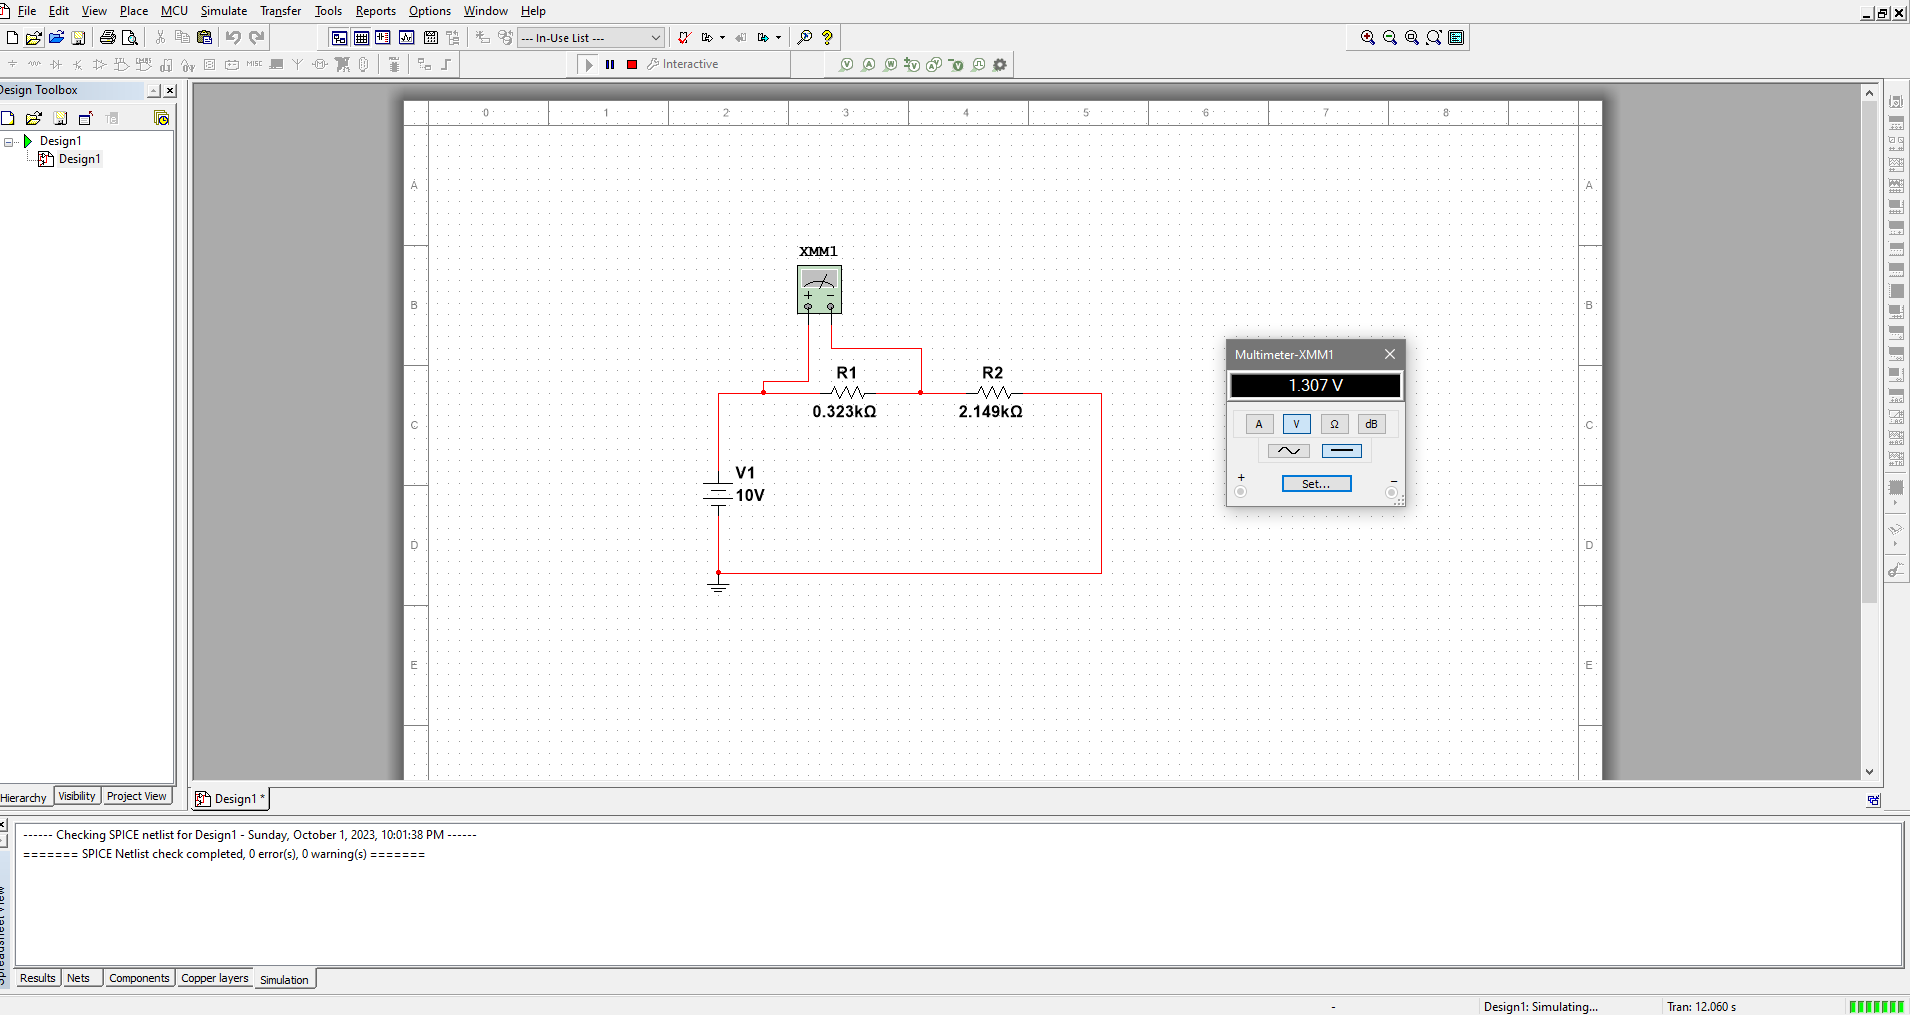 File Edit View Place MCU Simulate Transfer Tools Reports Options Window Help
--- In-Use List ---
MISC
Interactive
V A W V A V
Design Toolbox
Design1
Design1
0 1 2 3 4 5 6 7 8
A A
B B
C C
D D
E E
XMM1
+ −
R1
0.323kΩ
R2
2.149kΩ
V1
10V
Multimeter-XMM1
1.307 V
A V Ω dB
+ Set... −
Hierarchy Visibility Project View
Design1 *
------ Checking SPICE netlist for Design1 - Sunday, October 1, 2023, 10:01:38 PM ------
======= SPICE Netlist check completed, 0 error(s), 0 warning(s) =======
Spreadsheet View
Results Nets Components Copper layers Simulation
- Design1: Simulating... Tran: 12.060 s